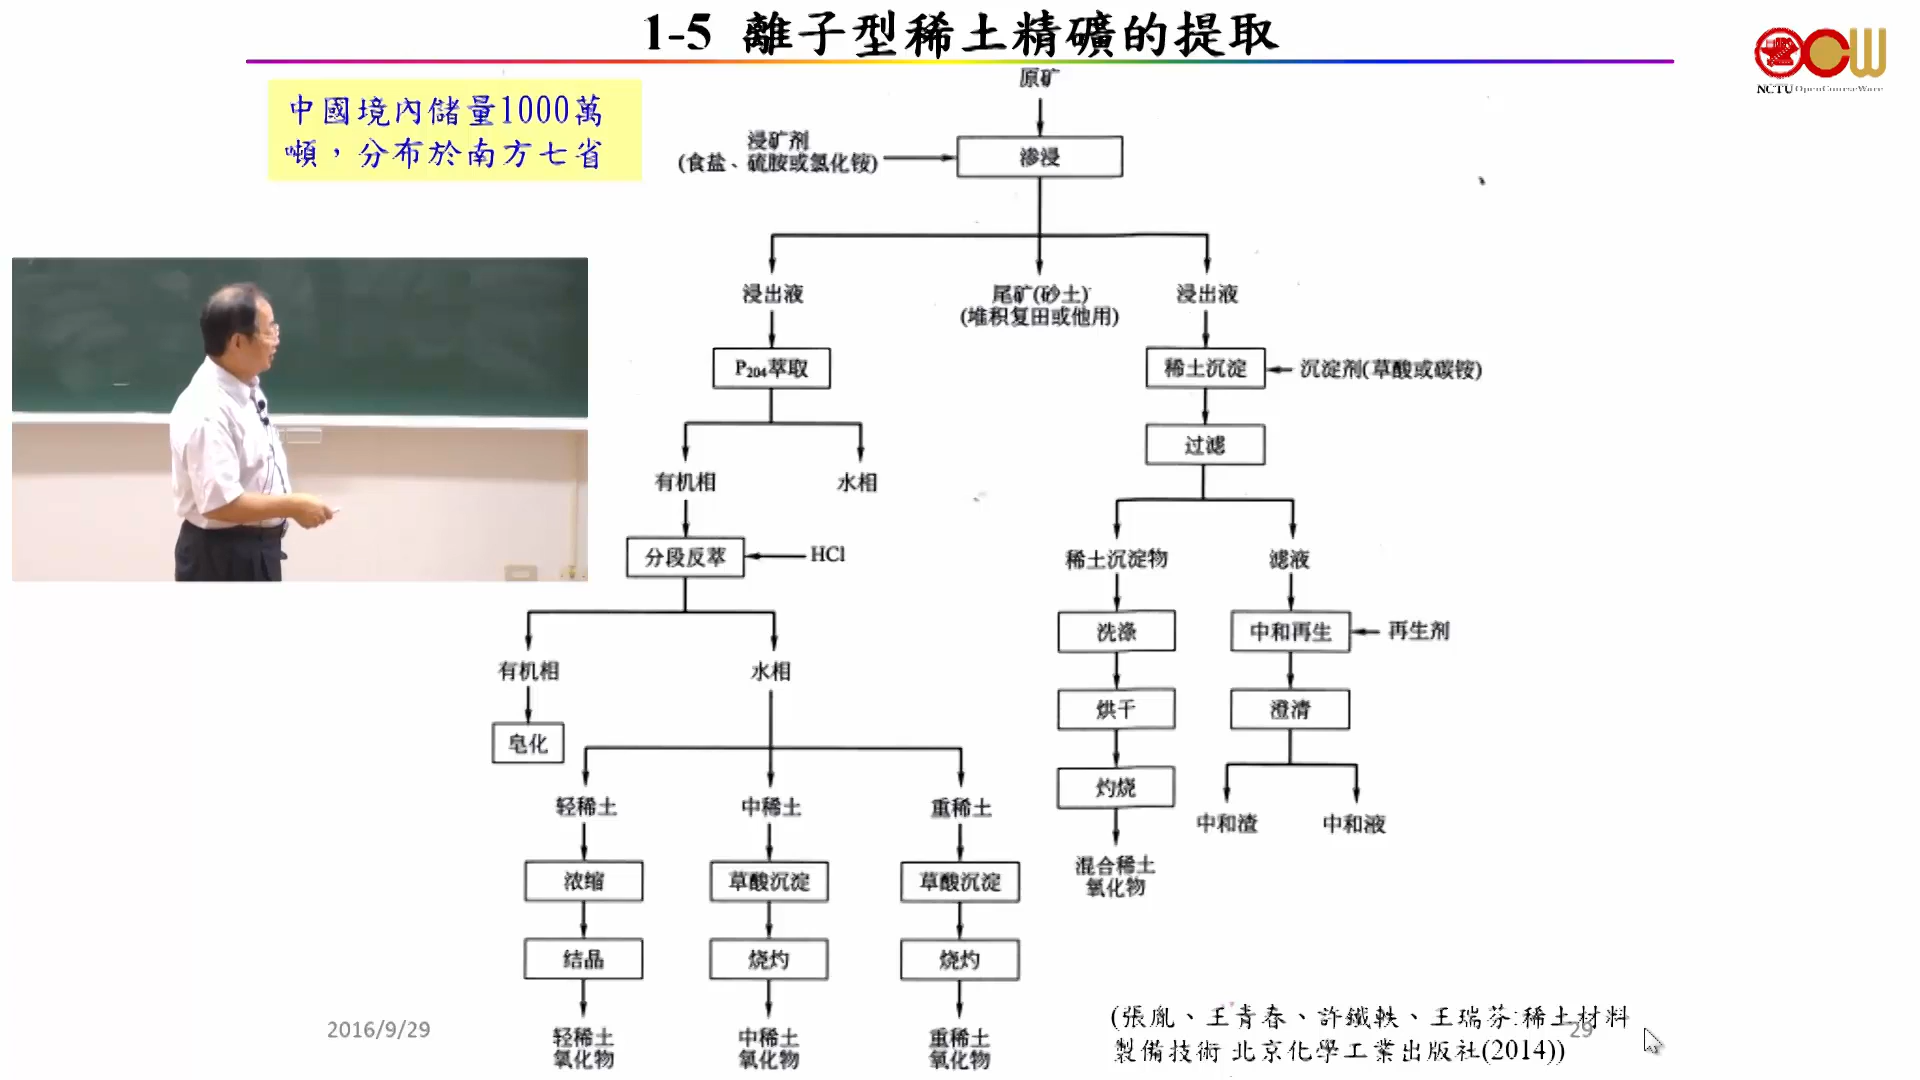 1-5 離子型稀土精礦的提取
NCTU OpenCourseWare
中國境內儲量1000萬
噸，分布於南方七省
原矿
浸矿剂
(食盐、硫胺或氯化铵)
渗浸
浸出液
尾矿(砂土)
(堆积复田或他用)
浸出液
P204萃取
稀土沉淀
沉淀剂(草酸或碳铵)
过滤
有机相
水相
分段反萃
HCl
稀土沉淀物
滤液
洗涤
中和再生
再生剂
有机相
水相
烘干
澄清
皂化
灼烧
轻稀土
中稀土
重稀土
中和渣
中和液
混合稀土
氧化物
浓缩
草酸沉淀
草酸沉淀
结晶
烧灼
烧灼
轻稀土
氧化物
中稀土
氧化物
重稀土
氧化物
2016/9/29
(張胤、王青春、許鐵軼、王瑞芬:稀土材料
製備技術 北京化學工業出版社(2014))
29